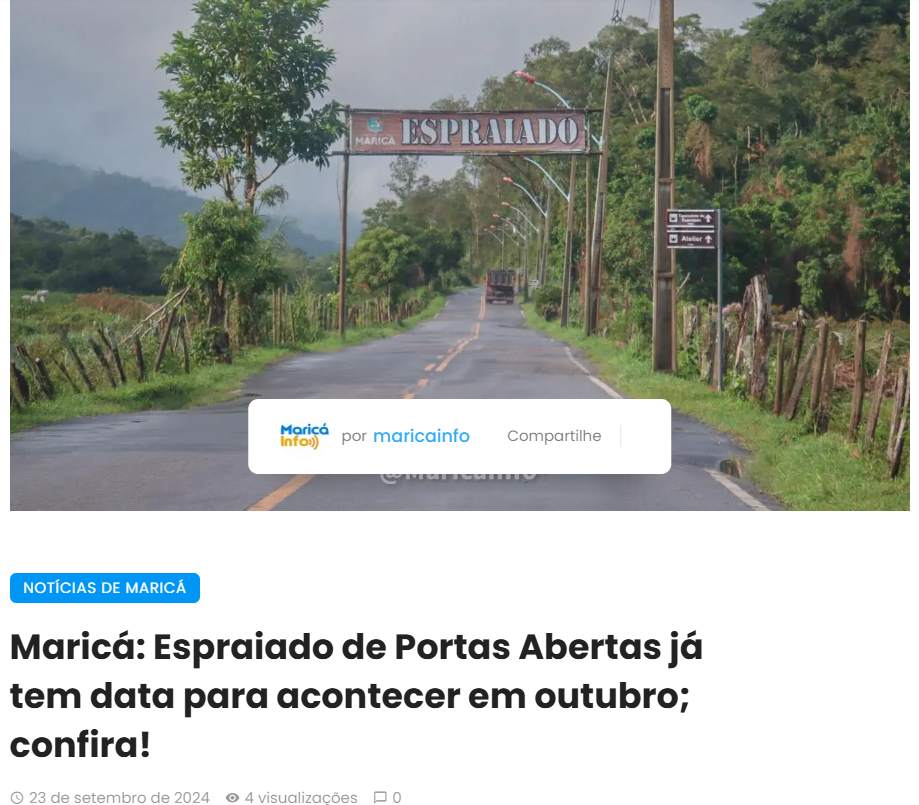 ESPRAIADO
MARICÁ
Atelier
Maricá
Info
por maricainfo
Compartilhe
@Maricainfo
NOTÍCIAS DE MARICÁ
Maricá: Espraiado de Portas Abertas já
tem data para acontecer em outubro;
confira!
23 de setembro de 2024 4 visualizações 0